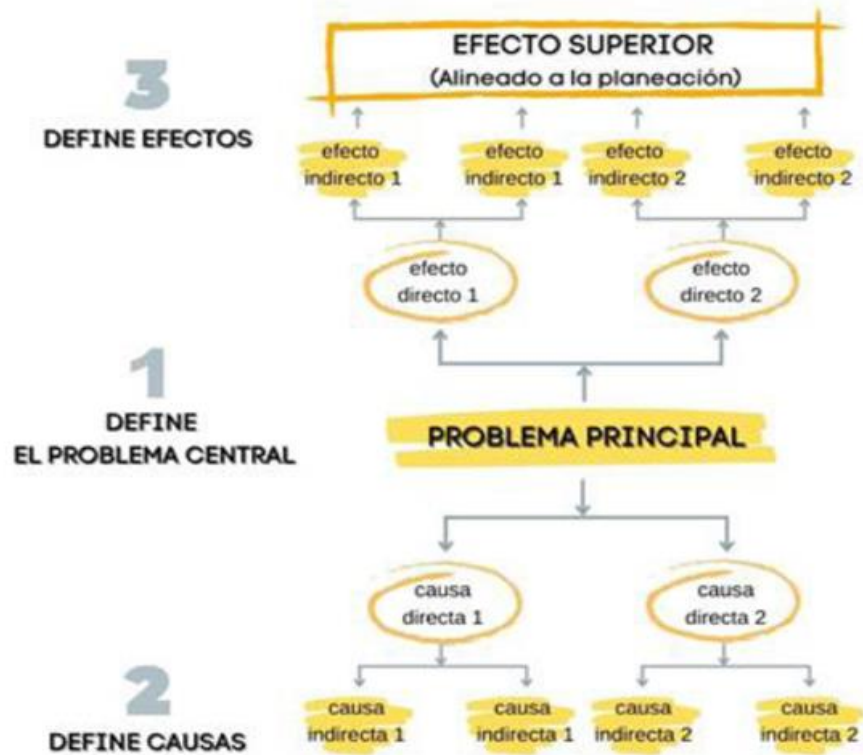 3
DEFINE EFECTOS
EFECTO SUPERIOR
(Alineado a la planeación)
efecto
indirecto 1
efecto
indirecto 1
efecto
indirecto 2
efecto
indirecto 2
efecto
directo 1
efecto
directo 2
1
DEFINE
EL PROBLEMA CENTRAL
PROBLEMA PRINCIPAL
causa
directa 1
causa
directa 2
2
DEFINE CAUSAS
causa
indirecta 1
causa
indirecta 1
causa
indirecta 2
causa
indirecta 2